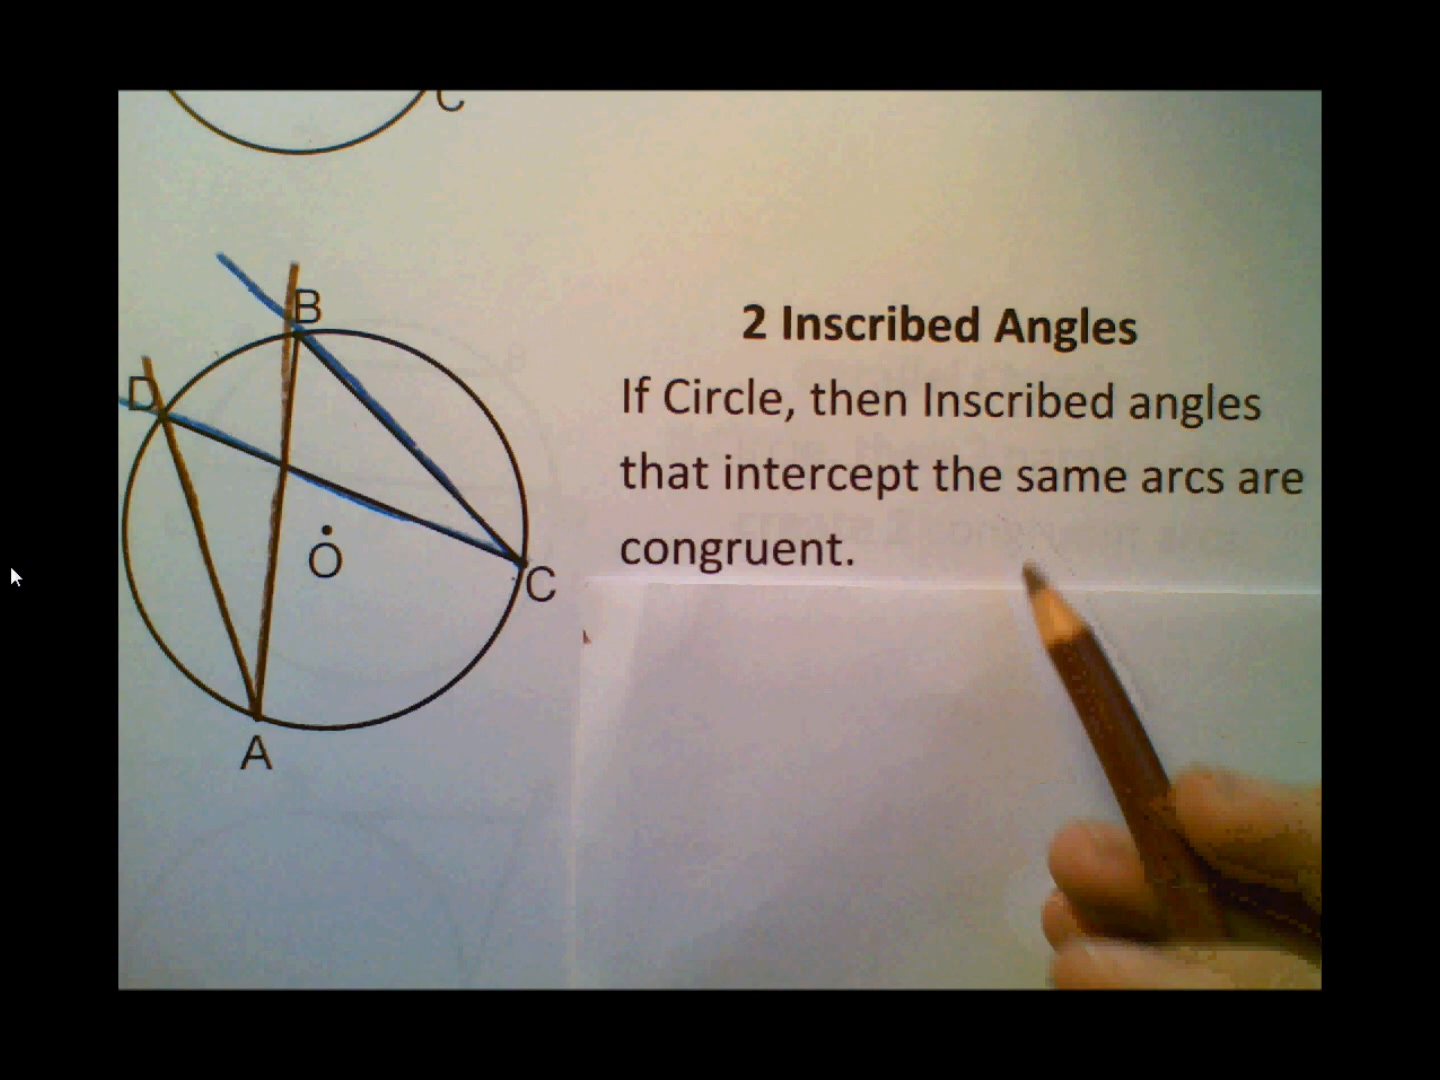 C
B
2 Inscribed Angles
D
If Circle, then Inscribed angles
that intercept the same arcs are
congruent.
O
C
A